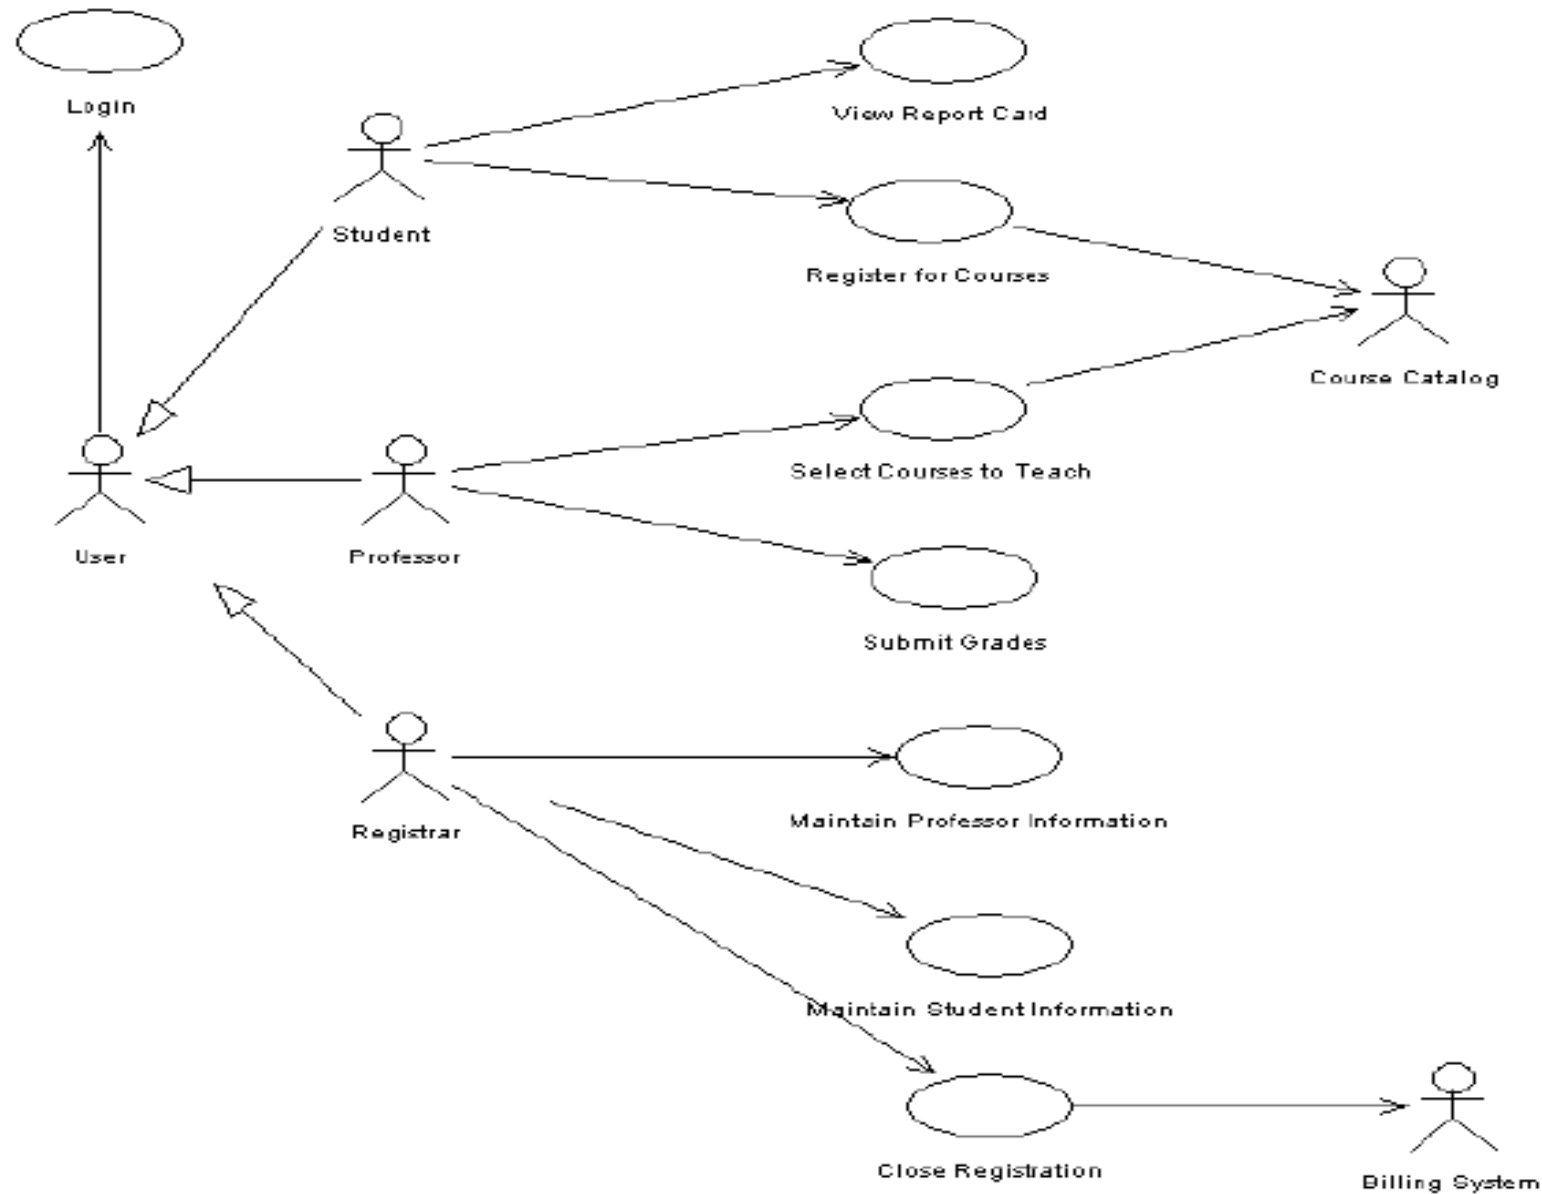 Login
View Report Card
Student
Register for Courses
Course Catalog
Select Courses to Teach
User
Professor
Submit Grades
Maintain Professor Information
Registrar
Maintain Student Information
Close Registration
Billing System